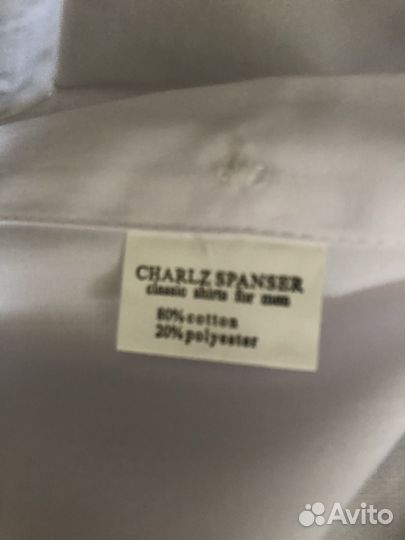 CHARLZ SPANSER
classic shirts for men
80% cotton
20% polyester
Avito